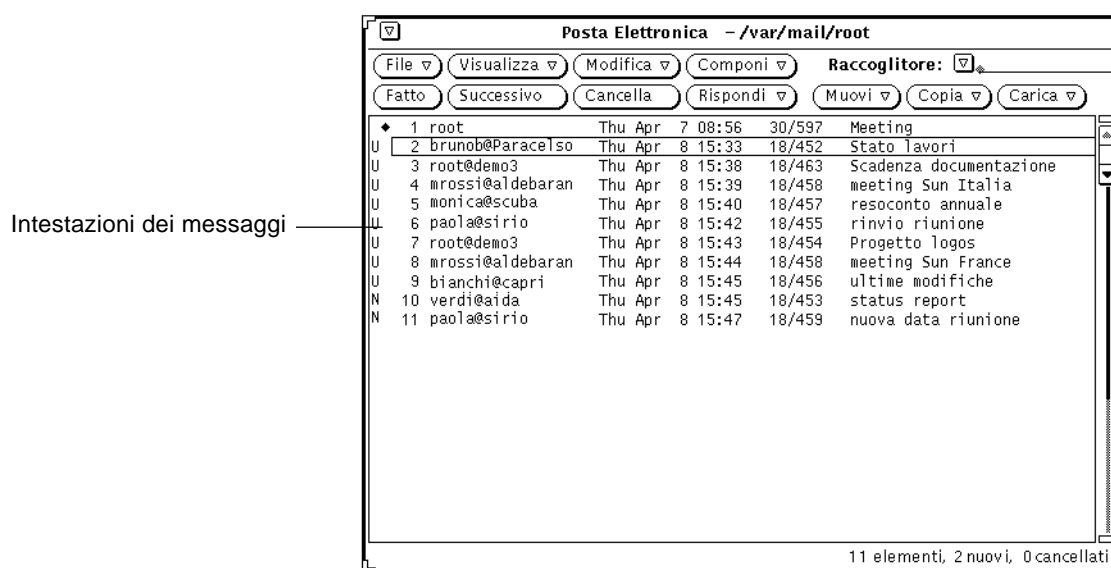 Posta Elettronica – /var/mail/root
File Visualizza Modifica Componi Raccoglitore:
Fatto Successivo Cancella Rispondi Muovi Copia Carica
1 root Thu Apr 7 08:56 30/597 Meeting
U 2 brunob@Paracelso Thu Apr 8 15:33 18/452 Stato lavori
U 3 root@demo3 Thu Apr 8 15:38 18/463 Scadenza documentazione
U 4 mrossi@aldebaran Thu Apr 8 15:39 18/458 meeting Sun Italia
U 5 monica@scuba Thu Apr 8 15:40 18/457 resoconto annuale
Intestazioni dei messaggi
U 6 paola@sirio Thu Apr 8 15:42 18/455 rinvio riunione
U 7 root@demo3 Thu Apr 8 15:43 18/454 Progetto logos
U 8 mrossi@aldebaran Thu Apr 8 15:44 18/458 meeting Sun France
U 9 bianchi@capri Thu Apr 8 15:45 18/456 ultime modifiche
N 10 verdi@aida Thu Apr 8 15:45 18/453 status report
N 11 paola@sirio Thu Apr 8 15:47 18/459 nuova data riunione
11 elementi, 2 nuovi, 0 cancellati